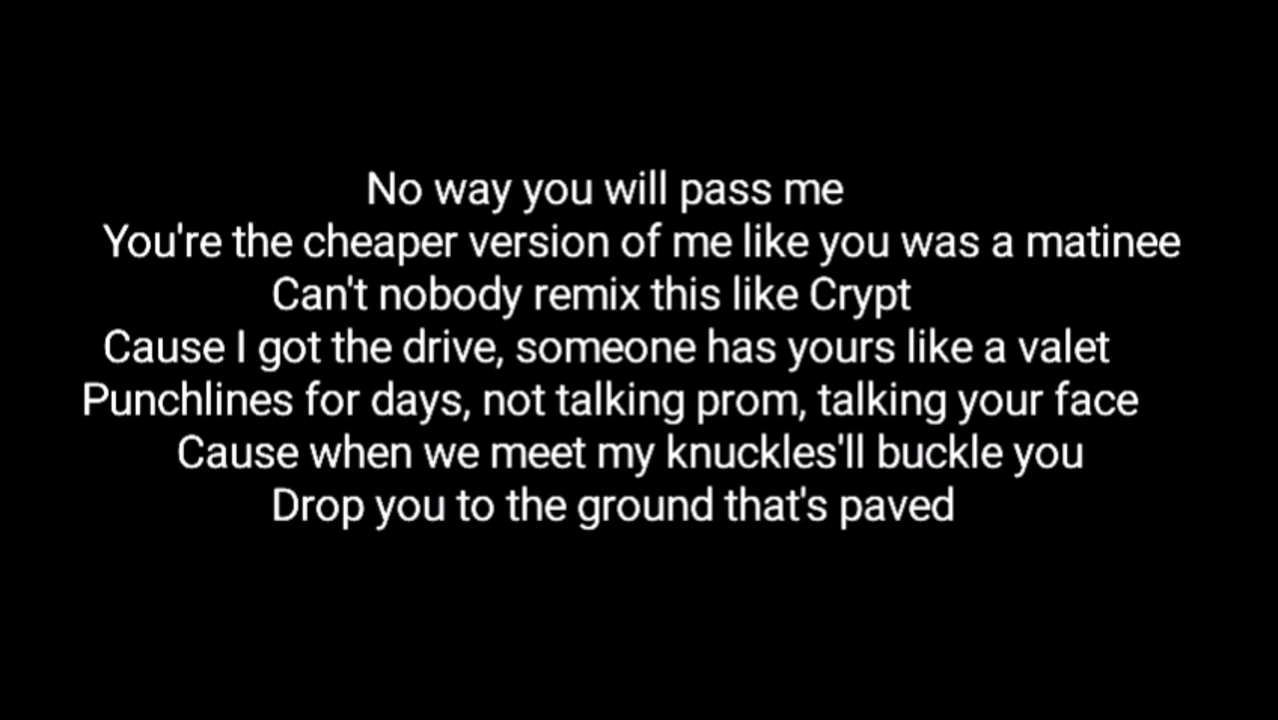 No way you will pass me
You're the cheaper version of me like you was a matinee
Can't nobody remix this like Crypt
Cause I got the drive, someone has yours like a valet
Punchlines for days, not talking prom, talking your face
Cause when we meet my knuckles'll buckle you
Drop you to the ground that's paved